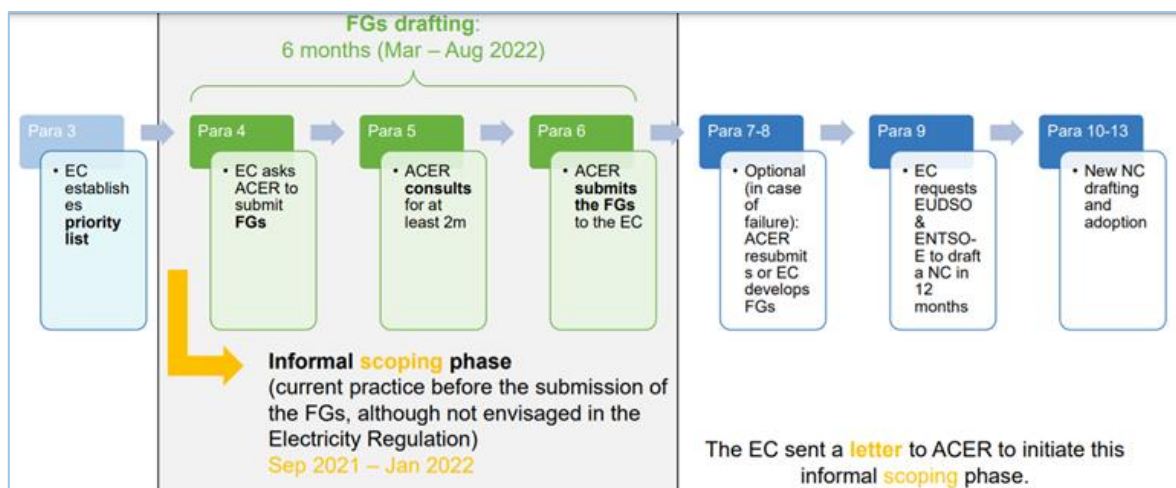 FGs drafting:
6 months (Mar – Aug 2022)
Para 3
• EC
establish
es
priority
list
Para 4
• EC asks
ACER to
submit
FGs
Para 5
• ACER
consults
for at
least 2m
Para 6
• ACER
submits
the FGs
to the EC
Para 7-8
• Optional
(in case
of
failure):
ACER
resubmit
s or EC
develops
FGs
Para 9
• EC
requests
EUDSO
&
ENTSO-
E to draft
a NC in
12
months
Para 10-13
• New NC
drafting
and
adoption
Informal scoping phase
(current practice before the submission of
the FGs, although not envisaged in the
Electricity Regulation)
Sep 2021 – Jan 2022
The EC sent a letter to ACER to initiate this
informal scoping phase.